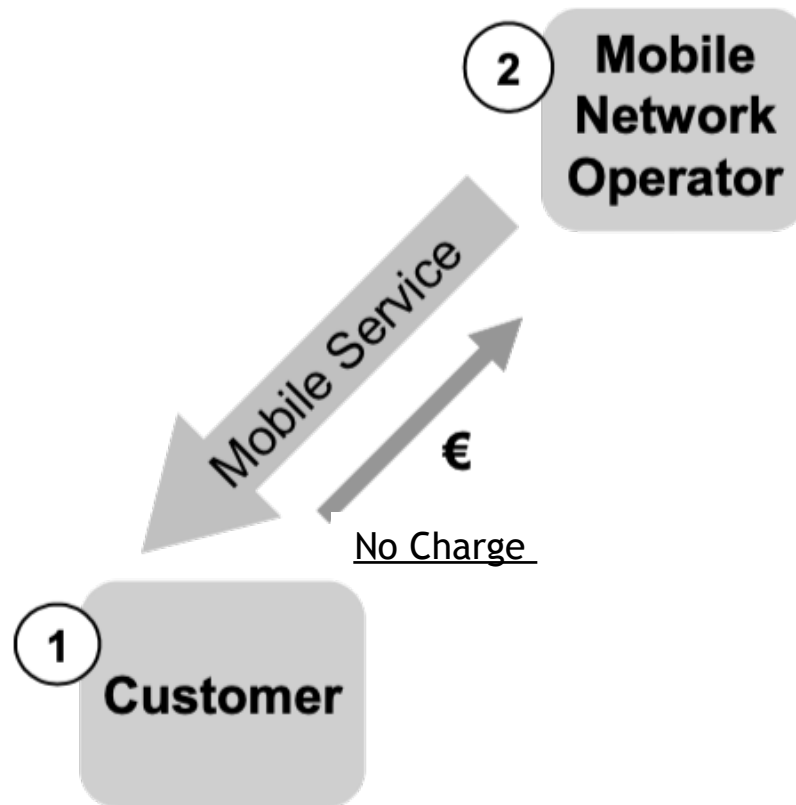 2
Mobile
Network
Operator
Mobile Service
€
No Charge
1
Customer